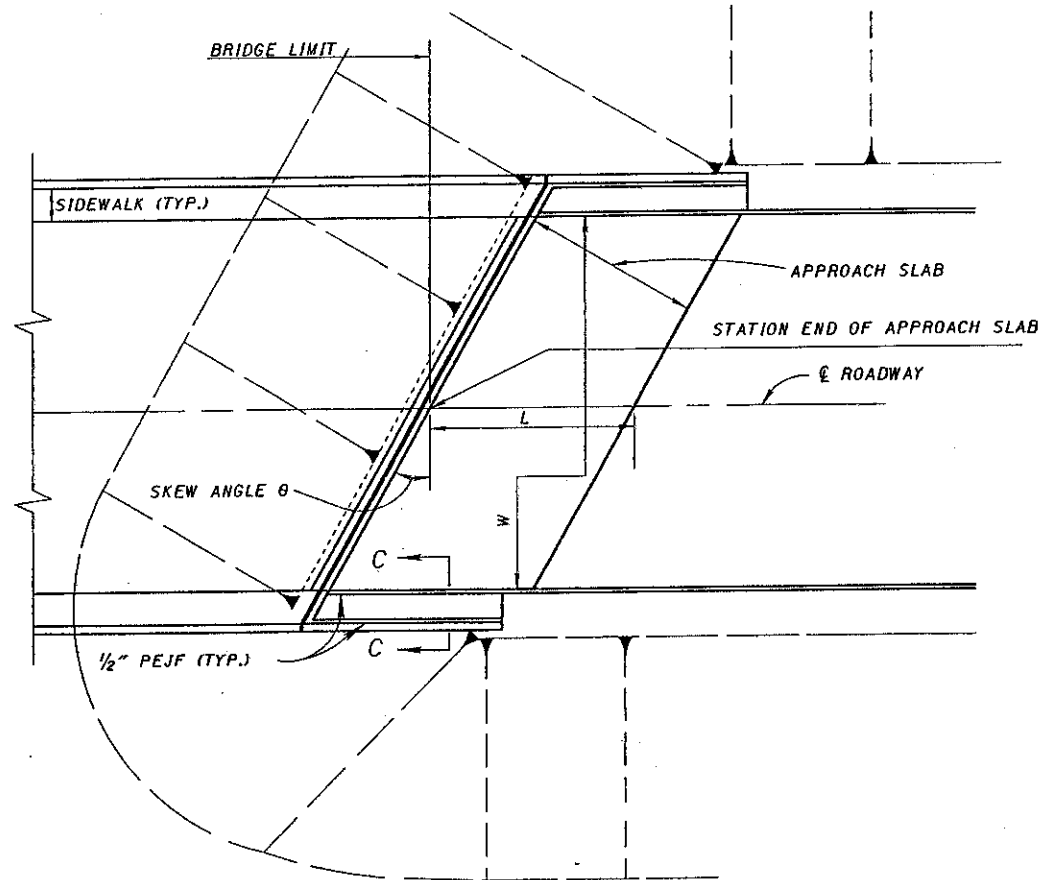 BRIDGE LIMIT
SIDEWALK (TYP.)
APPROACH SLAB
STATION END OF APPROACH SLAB
℄ ROADWAY
L
SKEW ANGLE θ
W
C
C
½" PEJF (TYP.)